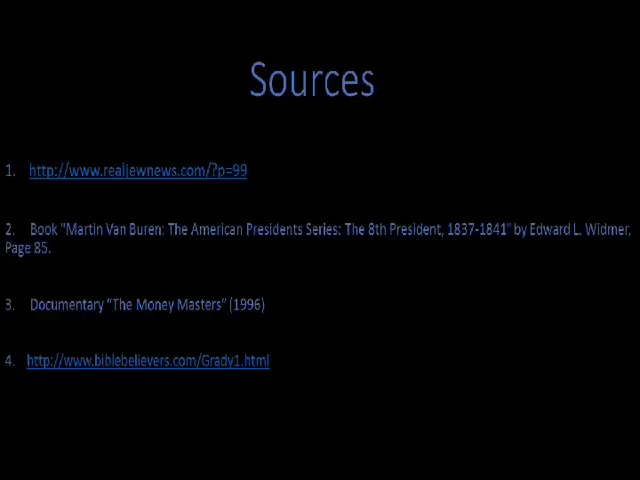 Sources
1. http://www.realjewnews.com/?p=99
2. Book "Martin Van Buren: The American Presidents Series: The 8th President, 1837-1841" by Edward L. Widmer,
Page 85.
3. Documentary "The Money Masters" (1996)
4. http://www.biblebelievers.com/Grady1.html